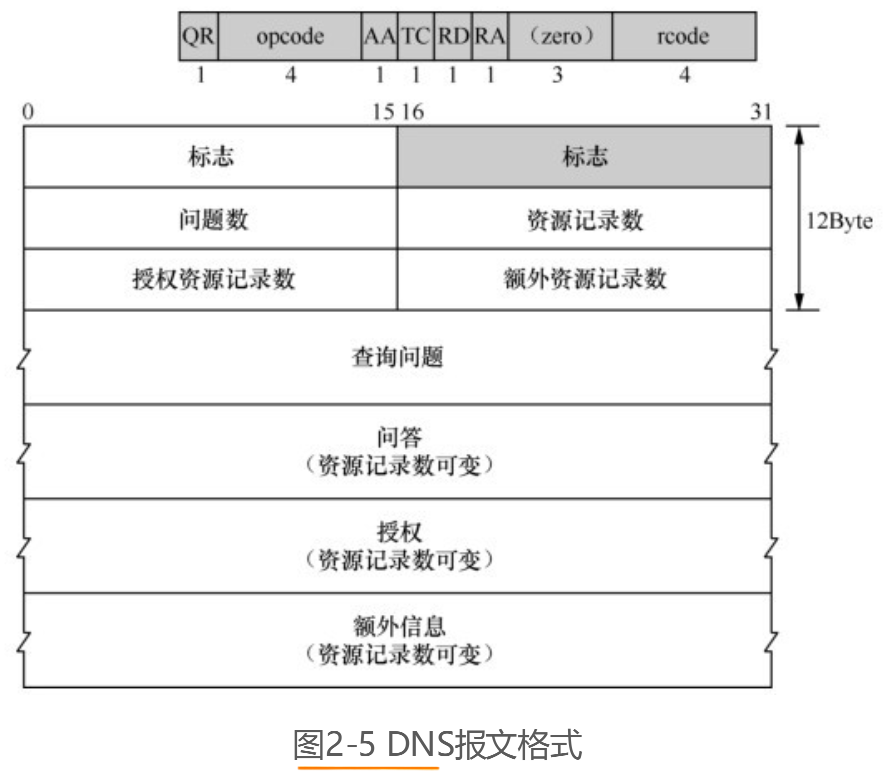 QR opcode AA TC RD RA （zero） rcode
1 4 1 1 1 1 3 4
0 15 16 31
标志 标志
问题数 资源记录数
12Byte
授权资源记录数 额外资源记录数
查询问题
问答
（资源记录数可变）
授权
（资源记录数可变）
额外信息
（资源记录数可变）
图2-5 DNS报文格式